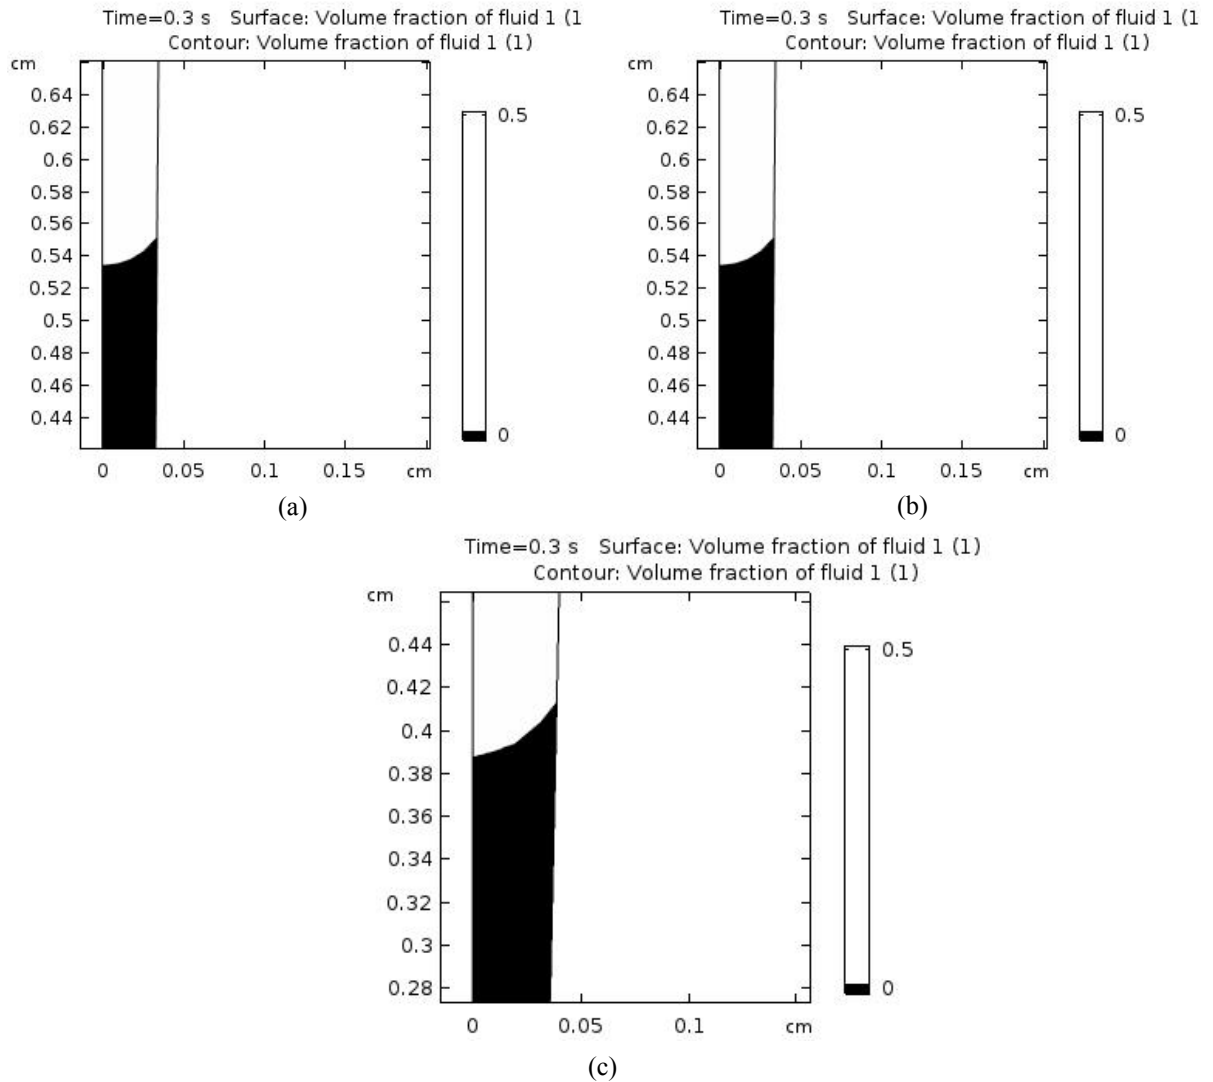 Time=0.3 s Surface: Volume fraction of fluid 1 (1
Contour: Volume fraction of fluid 1 (1)
cm
0.64
0.62
0.6
0.58
0.56
0.54
0.52
0.5
0.48
0.46
0.44
0 0.05 0.1 0.15 cm
0.5
0
(a)
Time=0.3 s Surface: Volume fraction of fluid 1 (1
Contour: Volume fraction of fluid 1 (1)
cm
0.64
0.62
0.6
0.58
0.56
0.54
0.52
0.5
0.48
0.46
0.44
0 0.05 0.1 0.15 cm
0.5
0
(b)
Time=0.3 s Surface: Volume fraction of fluid 1 (1)
Contour: Volume fraction of fluid 1 (1)
cm
0.44
0.42
0.4
0.38
0.36
0.34
0.32
0.3
0.28
0 0.05 0.1 cm
0.5
0
(c)